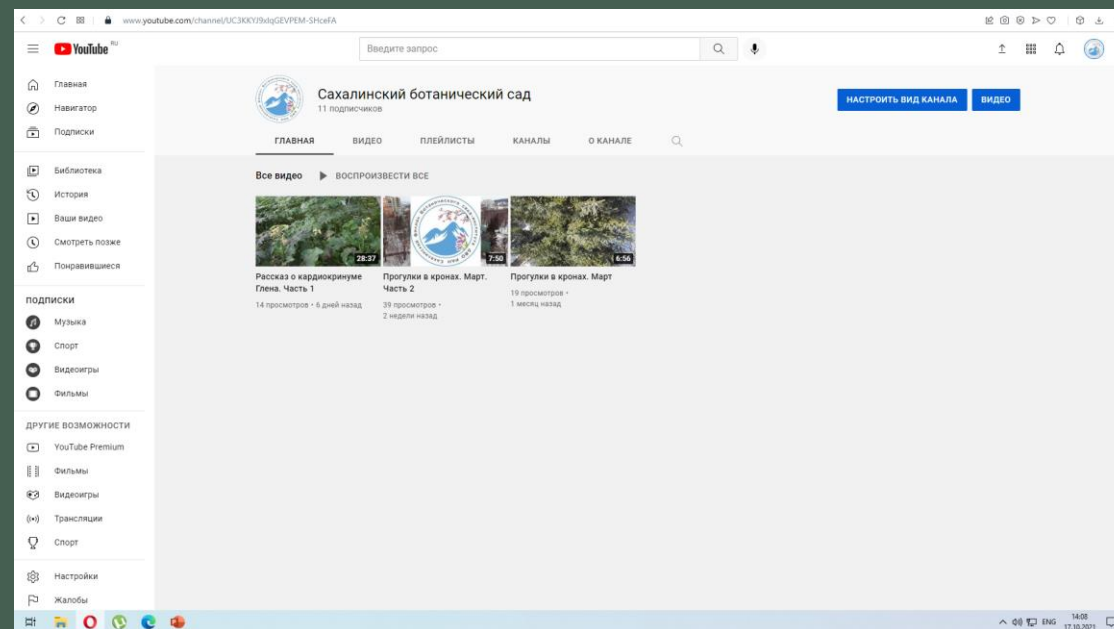 www.youtube.com/channel/UC3KKYJ9xlqGEVPEM-SHcefA
YouTube RU
Введите запрос
Главная
Навигатор
Подписки
Библиотека
История
Ваши видео
Смотреть позже
Понравившиеся
ПОДПИСКИ
Музыка
Спорт
Видеоигры
Фильмы
ДРУГИЕ ВОЗМОЖНОСТИ
YouTube Premium
Фильмы
Видеоигры
Трансляции
Спорт
Настройки
Жалобы
Сахалинский ботанический сад
11 подписчиков
НАСТРОИТЬ ВИД КАНАЛА
ВИДЕО
ГЛАВНАЯ ВИДЕО ПЛЕЙЛИСТЫ КАНАЛЫ О КАНАЛЕ
Все видео ВОСПРОИЗВЕСТИ ВСЕ
28:37
Рассказ о кардиокринуме
Глена. Часть 1
14 просмотров • 6 дней назад
7:50
Прогулки в кронах. Март.
Часть 2
39 просмотров •
2 недели назад
6:56
Прогулки в кронах. Март
19 просмотров •
1 месяц назад
ENG
14:08
17.10.2021